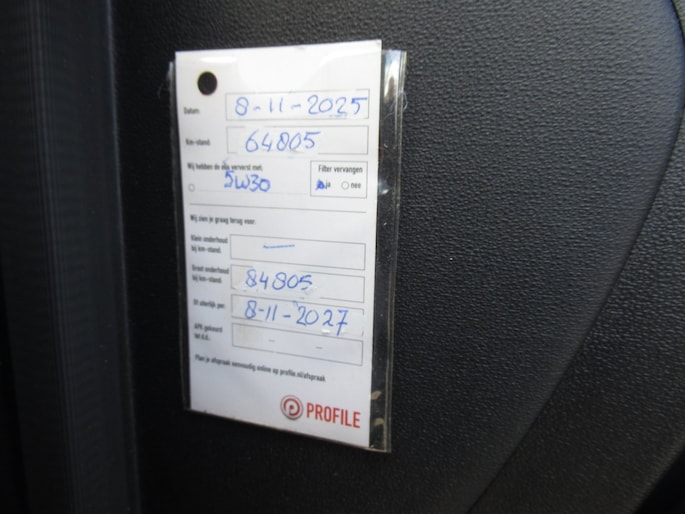 Datum: 8-11-2025
Km-stand: 64805
Wij hebben de olie ververst met:
5W30
Filter vervangen
ja nee
Wij zien je graag terug voor:
Klein onderhoud
bij km-stand:
Groot onderhoud
bij km-stand: 84805
Of uiterlijk per: 8-11-2027
APK gekeurd
tot d.d.: - -
Plan je afspraak eenvoudig online op profile.nl/afspraak
PROFILE